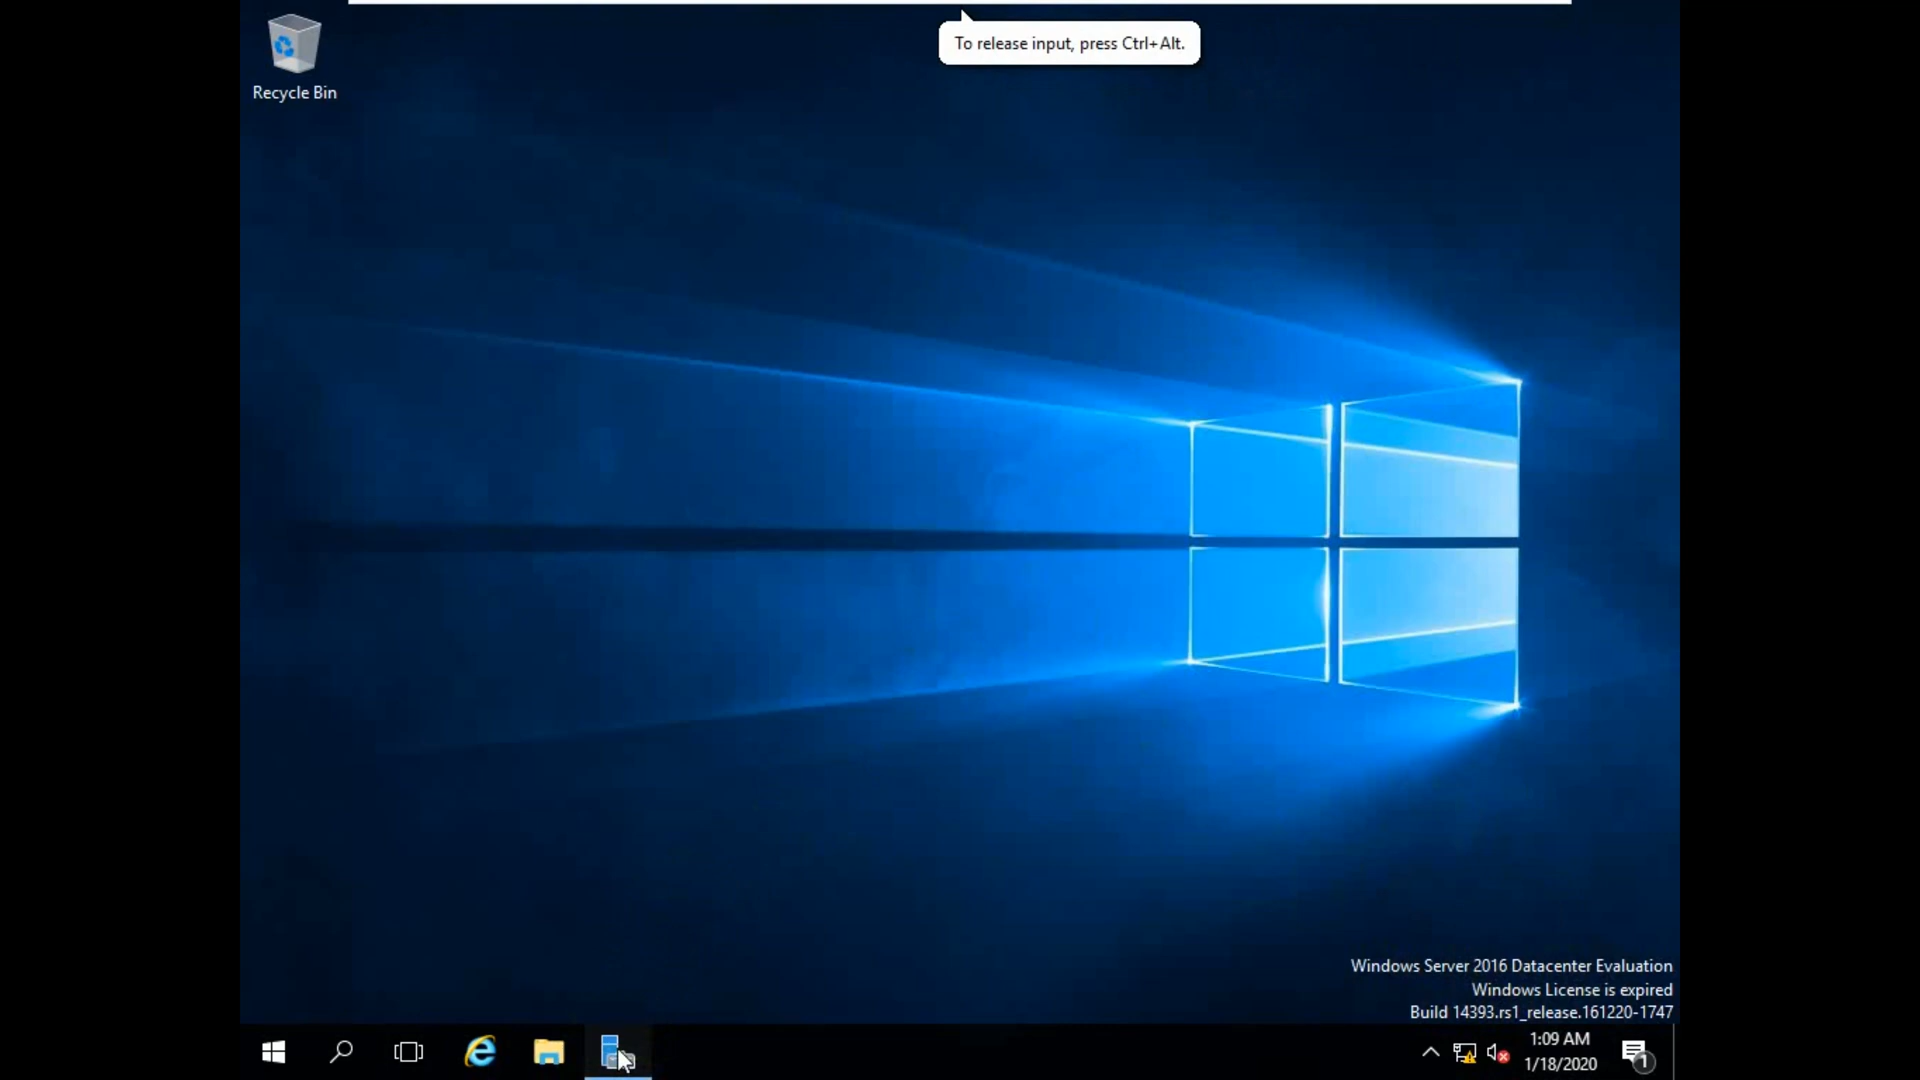 To release input, press Ctrl+Alt.
Recycle Bin
Windows Server 2016 Datacenter Evaluation
Windows License is expired
Build 14393.rs1_release.161220-1747
1:09 AM
1/18/2020
1